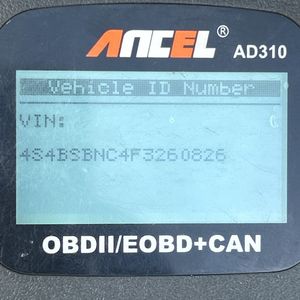 ANCEL®
AD310
Vehicle ID Number
VIN:
4S4BSBNC4F3260826
OBDII/EOBD+CAN